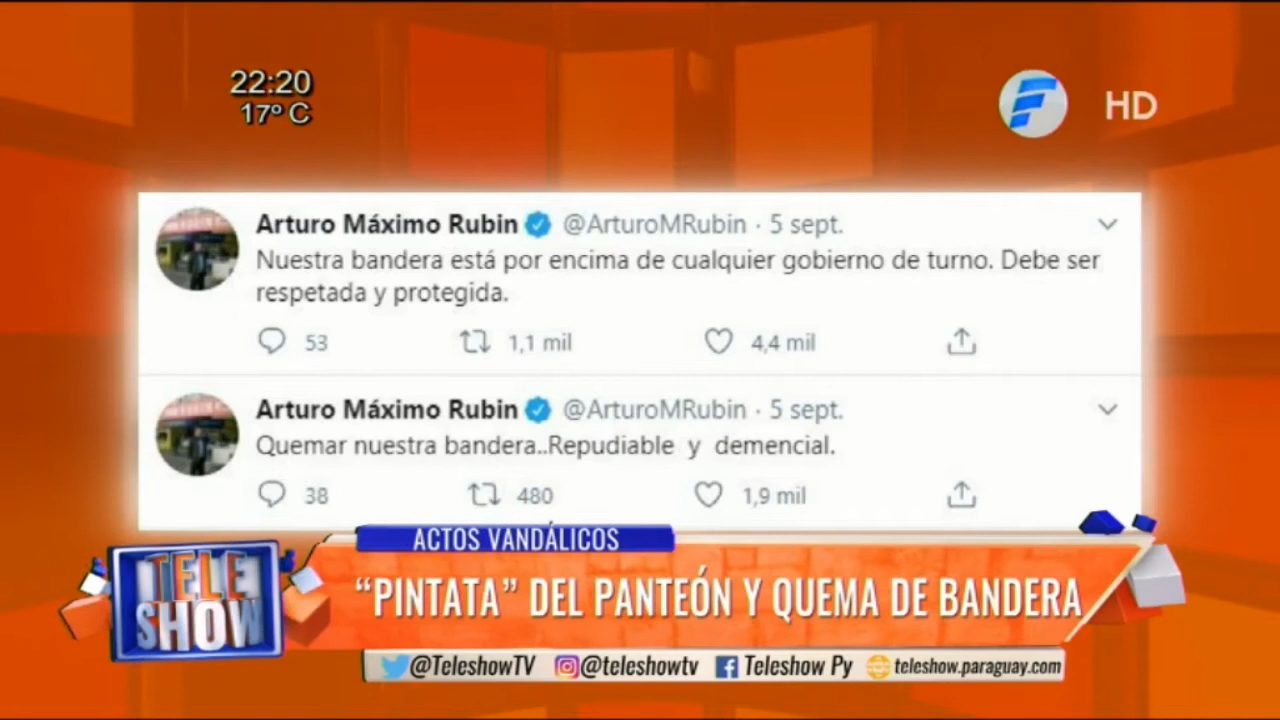 22:20
17º C
HD
Arturo Máximo Rubin @ArturoMRubin · 5 sept.
Nuestra bandera está por encima de cualquier gobierno de turno. Debe ser
respetada y protegida.
53 1,1 mil 4,4 mil
Arturo Máximo Rubin @ArturoMRubin · 5 sept.
Quemar nuestra bandera..Repudiable y demencial.
38 480 1,9 mil
ACTOS VANDÁLICOS
TELE
SHOW
“PINTATA” DEL PANTEÓN Y QUEMA DE BANDERA
@TeleshowTV @teleshowtv Teleshow Py teleshow.paraguay.com